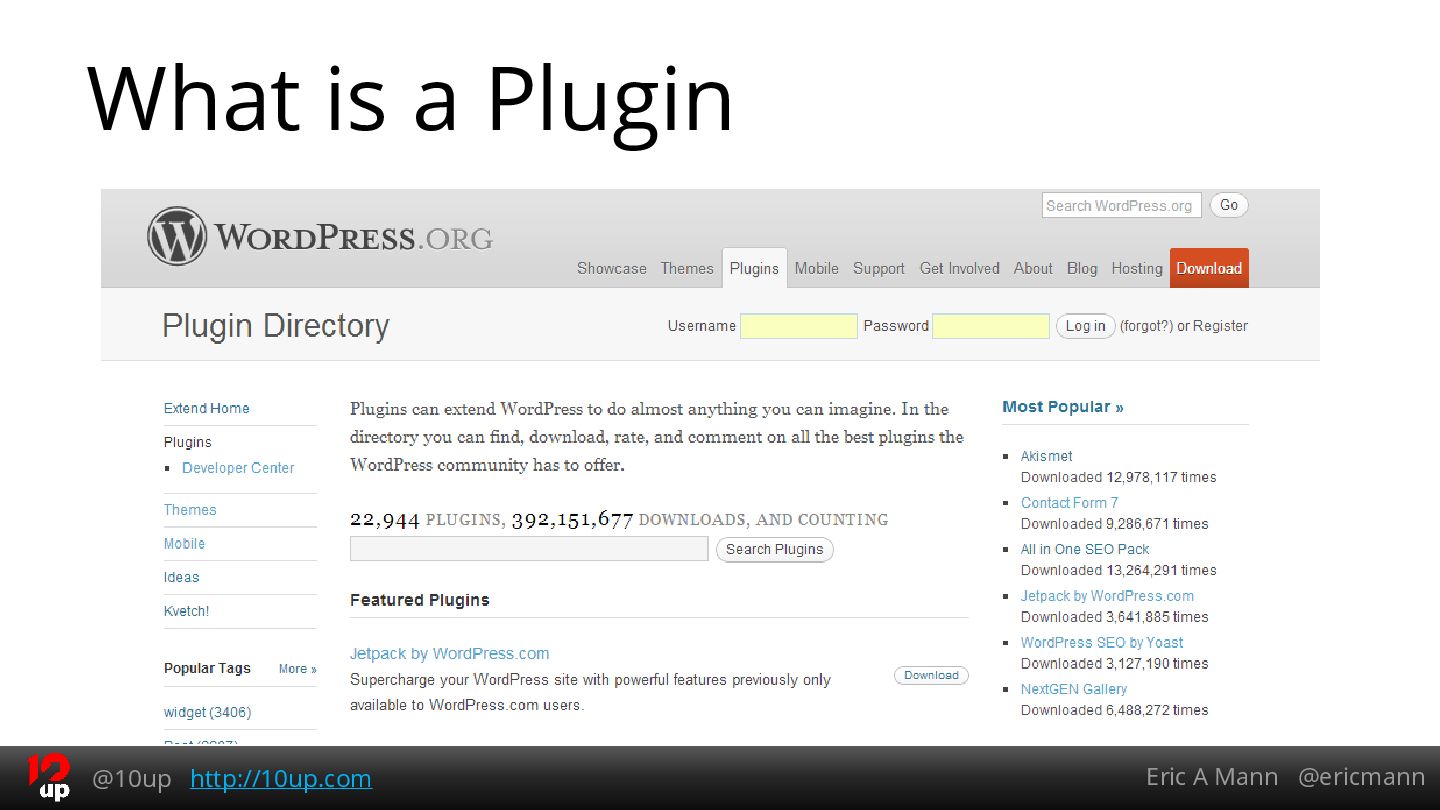 What is a Plugin
Search WordPress.org Go
WORDPRESS.ORG
Showcase Themes Plugins Mobile Support Get Involved About Blog Hosting Download
Plugin Directory
Username Password Log in (forgot?) or Register
Extend Home
Plugins
Developer Center
Themes
Mobile
Ideas
Kvetch!
Popular Tags More »
widget (3406)
Plugins can extend WordPress to do almost anything you can imagine. In the
directory you can find, download, rate, and comment on all the best plugins the
WordPress community has to offer.
22,944 PLUGINS, 392,151,677 DOWNLOADS, AND COUNTING
Search Plugins
Featured Plugins
Jetpack by WordPress.com
Download
Supercharge your WordPress site with powerful features previously only
available to WordPress.com users.
Most Popular »
Akismet
Downloaded 12,978,117 times
Contact Form 7
Downloaded 9,286,671 times
All in One SEO Pack
Downloaded 13,264,291 times
Jetpack by WordPress.com
Downloaded 3,641,885 times
WordPress SEO by Yoast
Downloaded 3,127,190 times
NextGEN Gallery
Downloaded 6,488,272 times
10up
@10up http://10up.com
Eric A Mann @ericmann